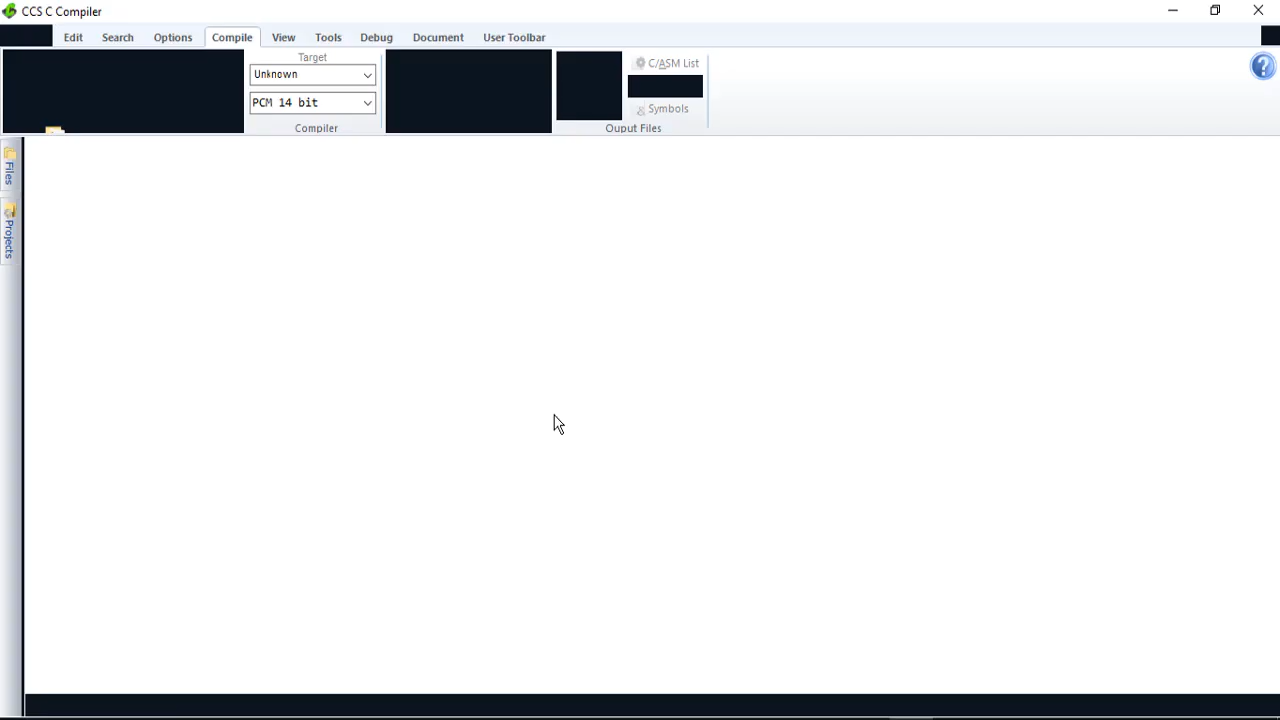 CCS C Compiler
Edit Search Options Compile View Tools Debug Document User Toolbar
Target
Unknown
PCM 14 bit
Compiler
C/ASM List
Symbols
Ouput Files
Files
Projects